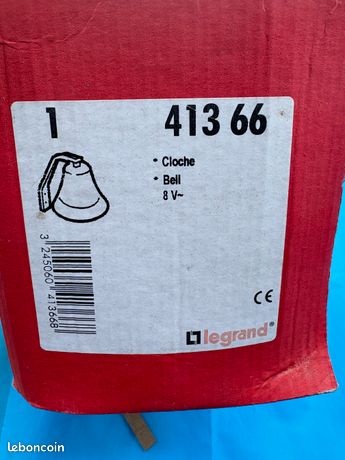 1 413 66
• Cloche
• Bell
8 V~
3 245060 413668
CE
legrand®
leboncoin